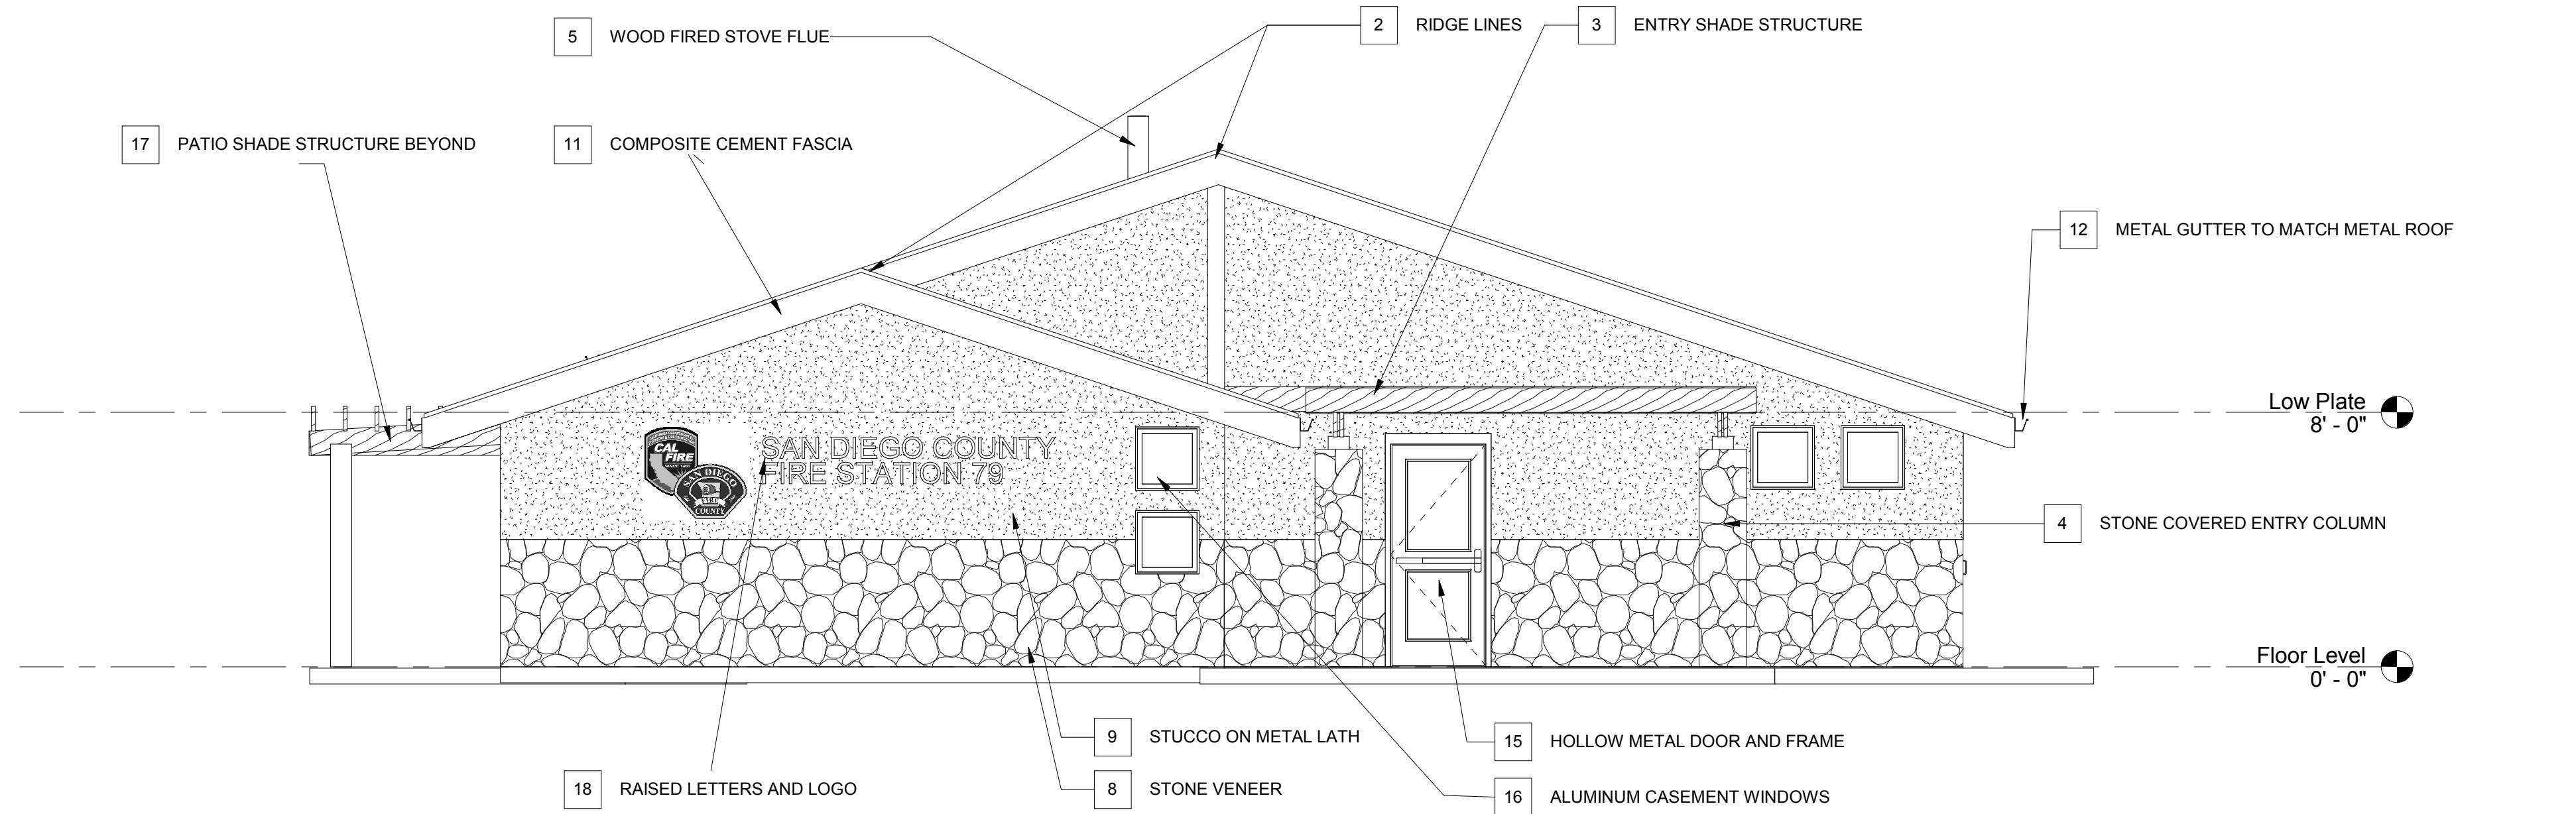 5 WOOD FIRED STOVE FLUE
2 RIDGE LINES
3 ENTRY SHADE STRUCTURE
17 PATIO SHADE STRUCTURE BEYOND
11 COMPOSITE CEMENT FASCIA
12 METAL GUTTER TO MATCH METAL ROOF
Low Plate
8' - 0"
CAL
FIRE
SINCE 1885
SAN DIEGO
FIRE
COUNTY
SAN DIEGO COUNTY
FIRE STATION 79
4 STONE COVERED ENTRY COLUMN
Floor Level
0' - 0"
9 STUCCO ON METAL LATH
15 HOLLOW METAL DOOR AND FRAME
18 RAISED LETTERS AND LOGO
8 STONE VENEER
16 ALUMINUM CASEMENT WINDOWS